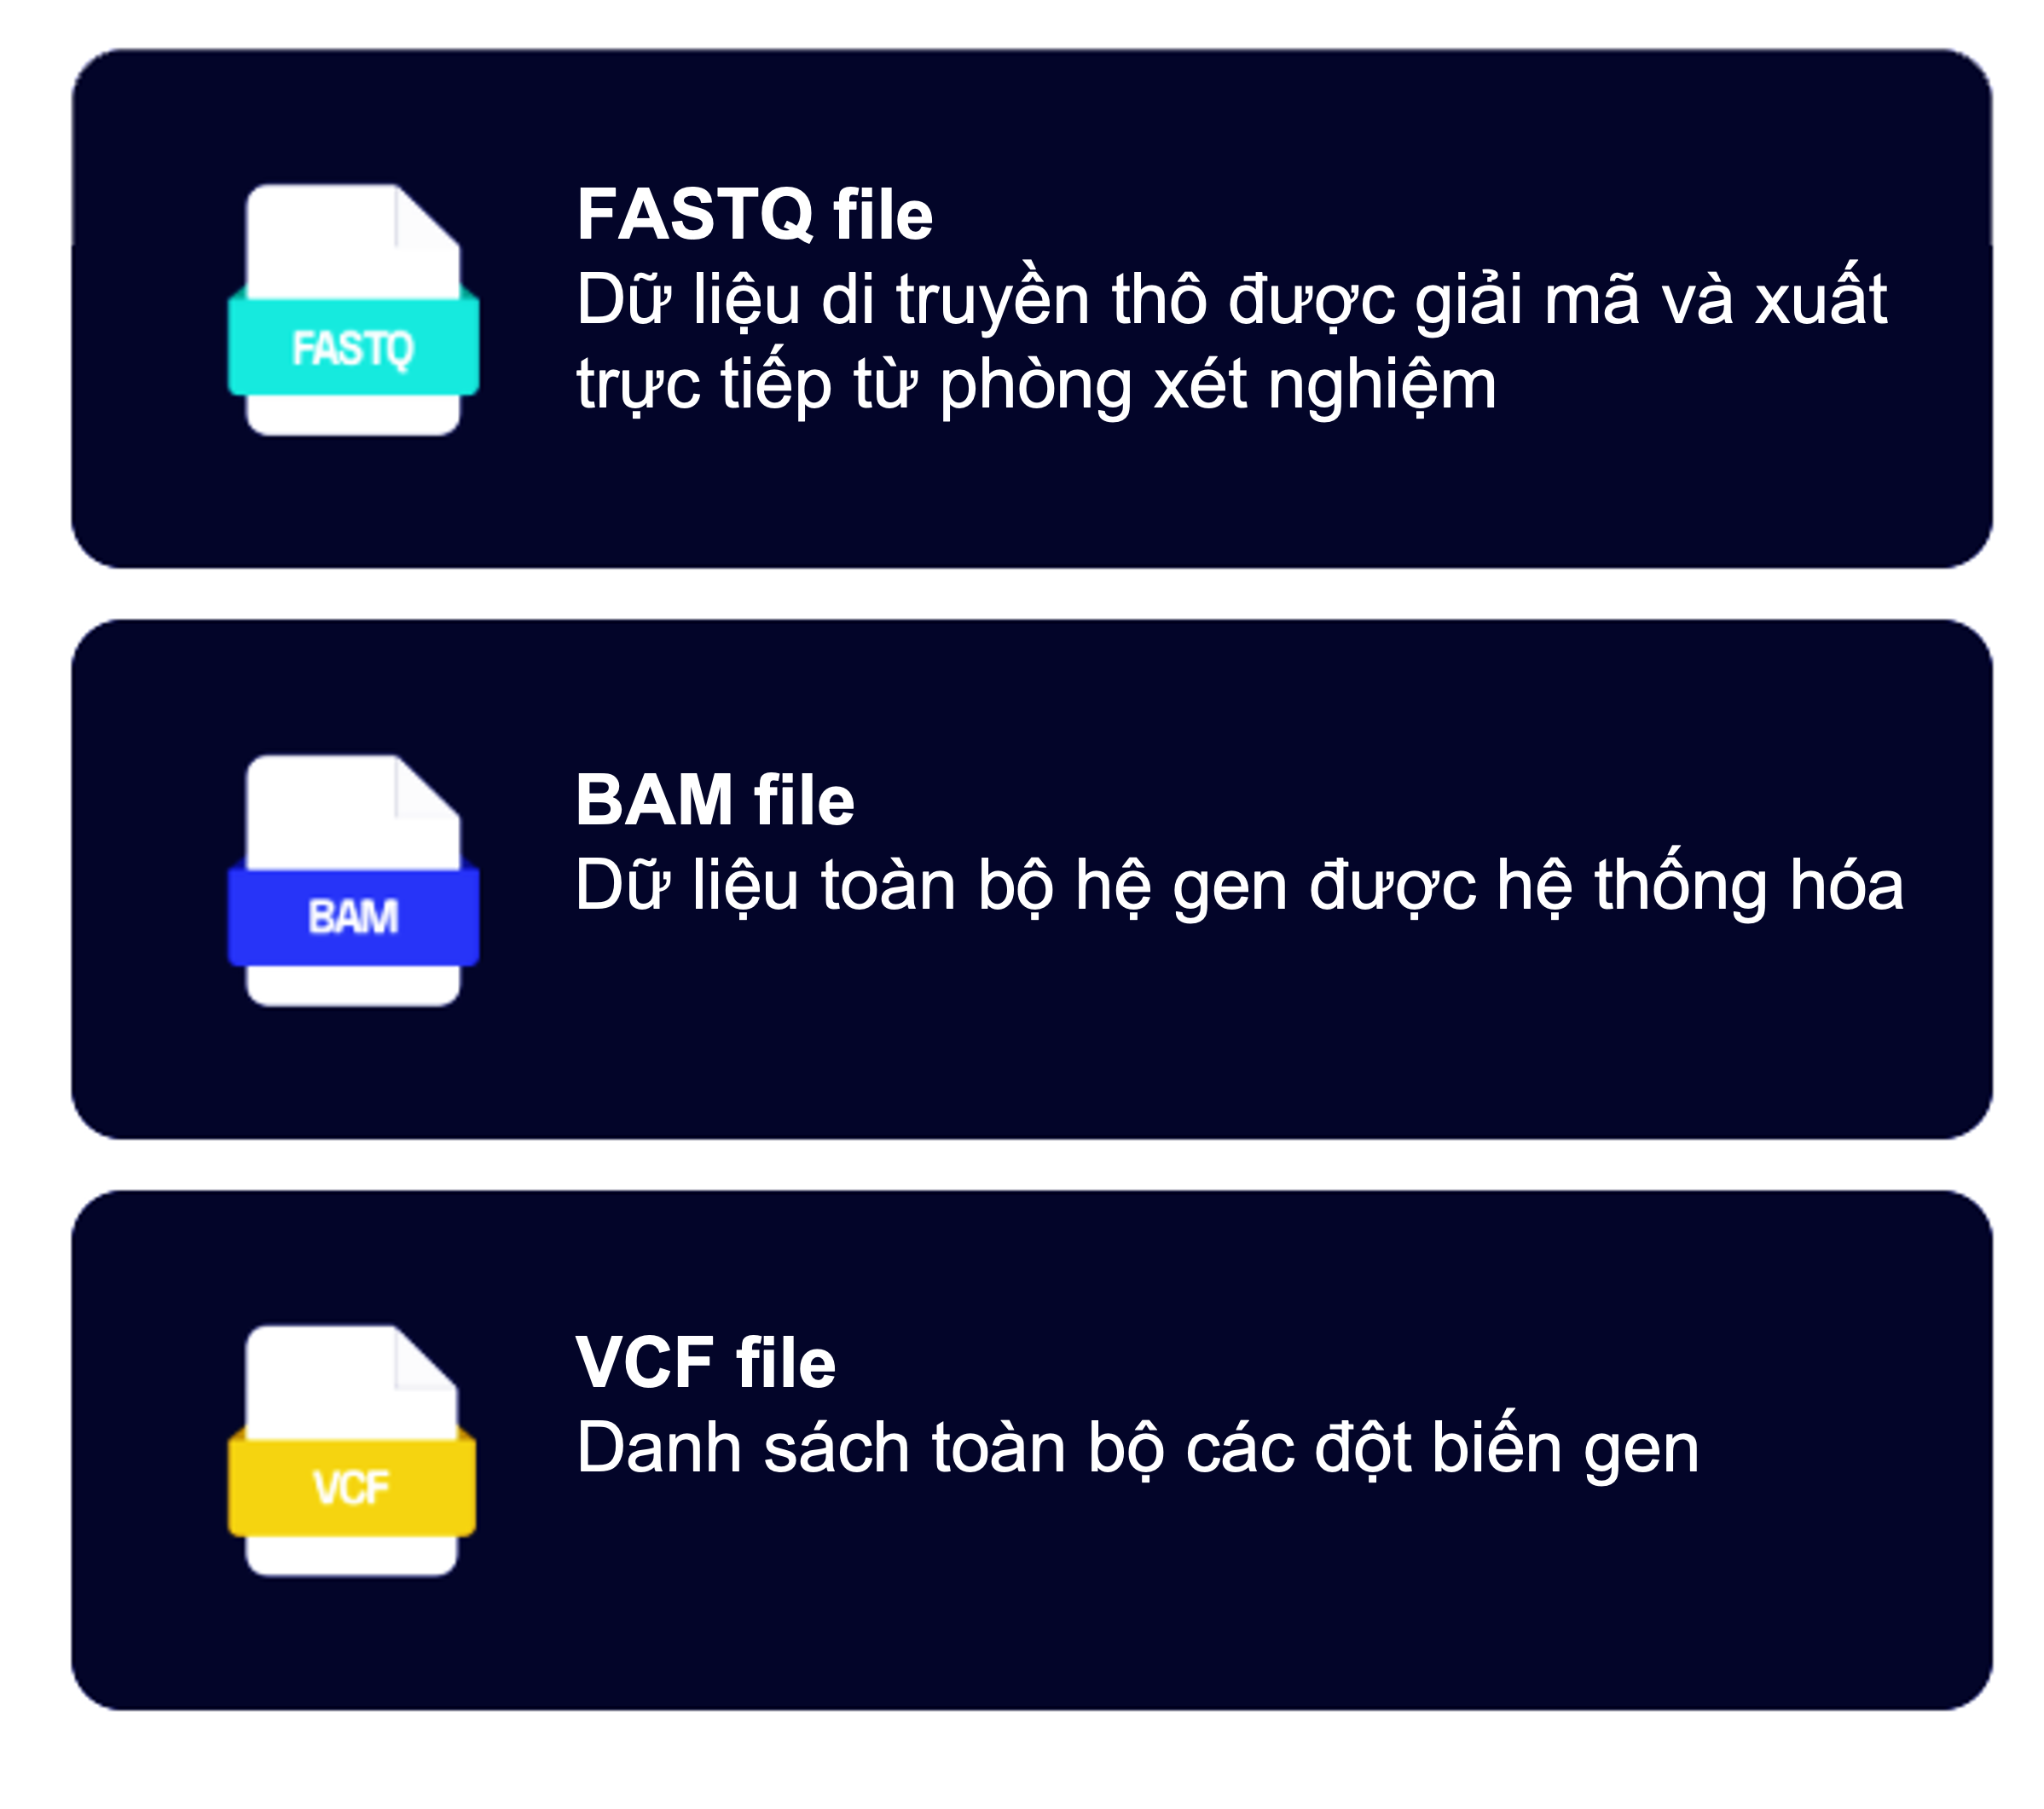 FASTQ
FASTQ file
Dữ liệu di truyền thô được giải mã và xuất
trực tiếp từ phòng xét nghiệm
BAM
BAM file
Dữ liệu toàn bộ hệ gen được hệ thống hóa
VCF
VCF file
Danh sách toàn bộ các đột biến gen